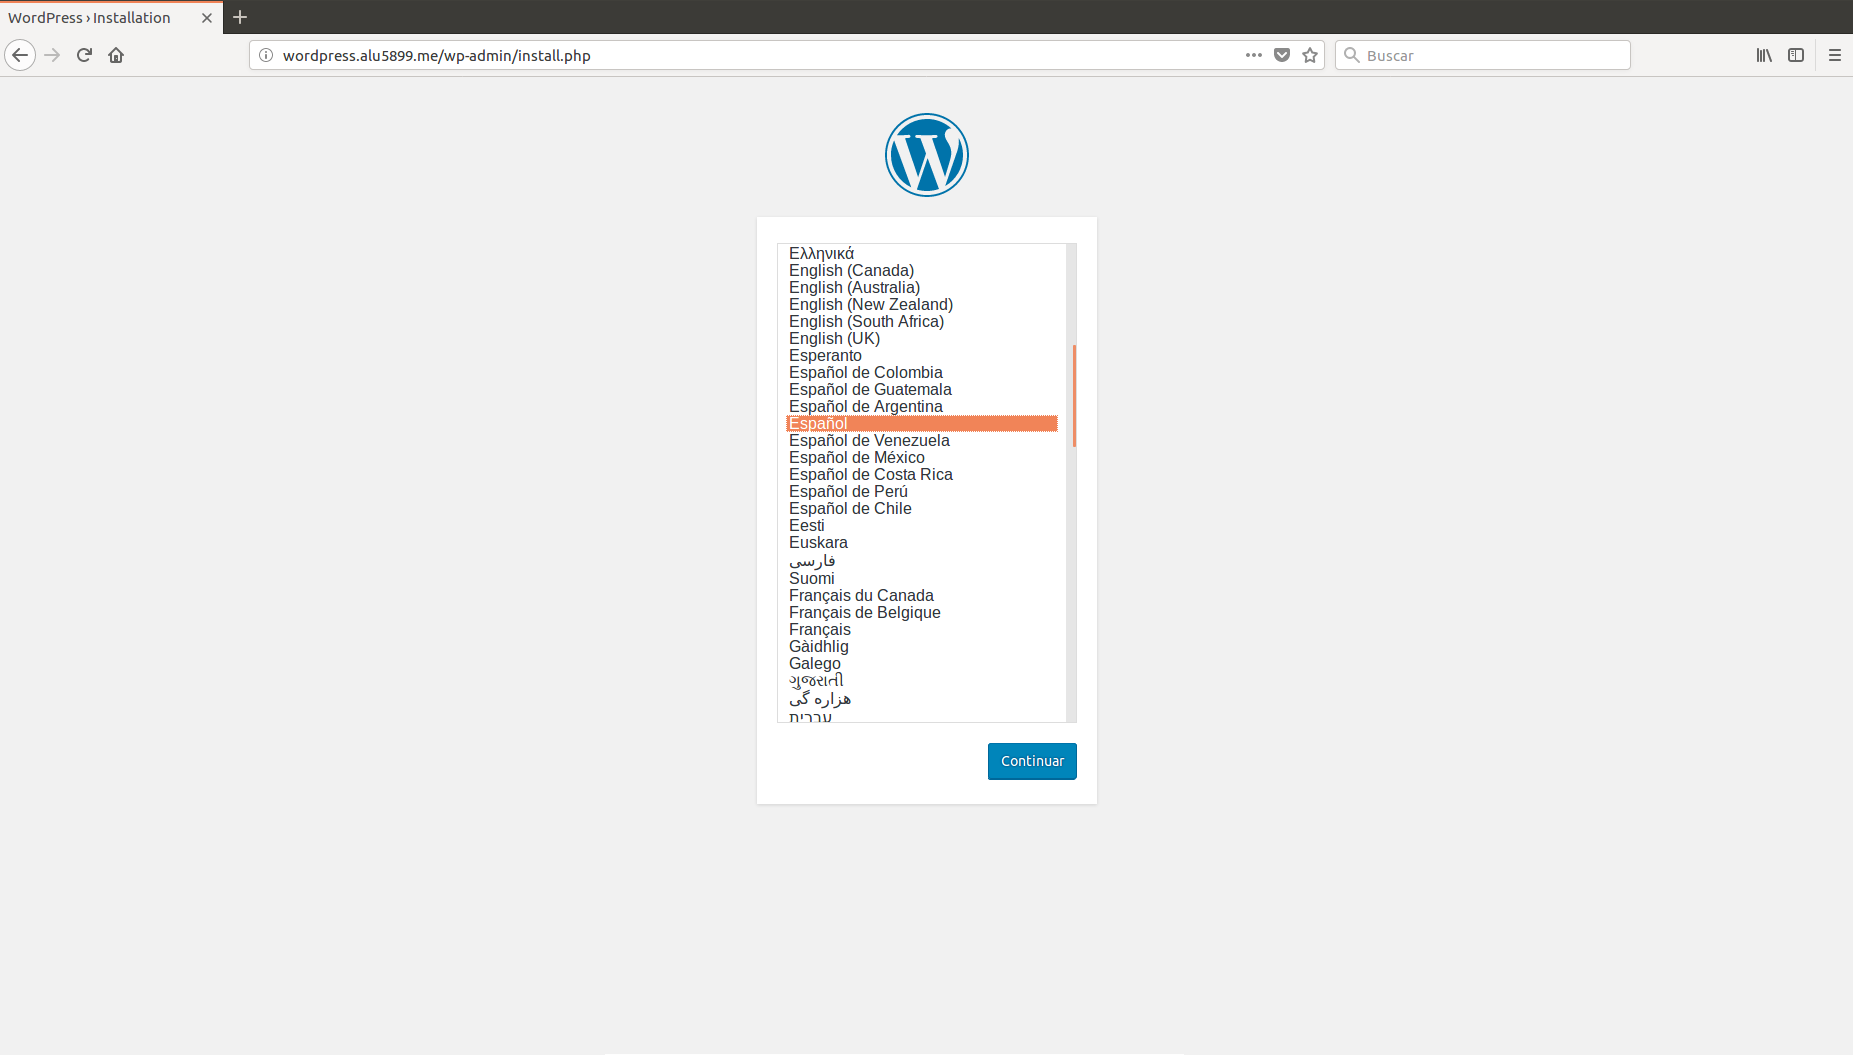 WordPress › Installation
wordpress.alu5899.me/wp-admin/install.php
Buscar
Ελληνικά
English (Canada)
English (Australia)
English (New Zealand)
English (South Africa)
English (UK)
Esperanto
Español de Colombia
Español de Guatemala
Español de Argentina
Español
Español de Venezuela
Español de México
Español de Costa Rica
Español de Perú
Español de Chile
Eesti
Euskara
فارسی
Suomi
Français du Canada
Français de Belgique
Français
Gàidhlig
Galego
ગુજરાતી
هزاره گی
עברית
Continuar